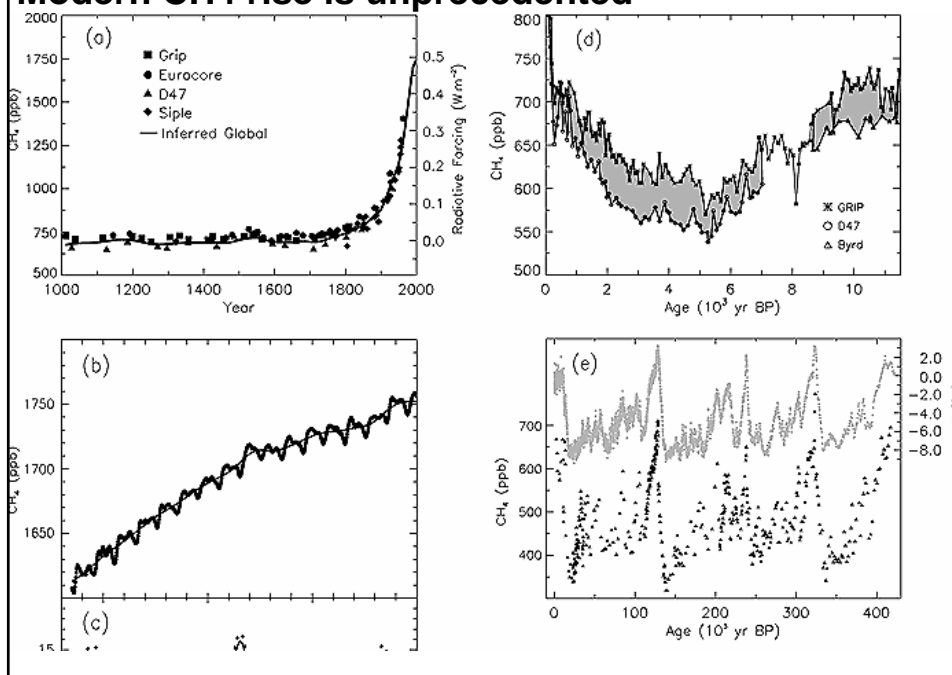 Modern CH4 rise is unprecedented
(a)
2000
1750
1500
1250
1000
750
500
CH₄ (ppb)
Grip
Eurocore
D47
Siple
Inferred Global
0.5
0.4
0.3
0.2
0.1
0.0
Radiative Forcing (W m⁻²)
1000 1200 1400 1600 1800 2000
Year
(b)
1750
1700
1650
CH₄ (ppb)
(c)
15
(d)
800
750
700
650
600
550
500
CH₄ (ppb)
GRIP
D47
Byrd
0 2 4 6 8 10
Age (10³ yr BP)
(e)
700
600
500
400
CH₄ (ppb)
2.0
0.0
-2.0
-4.0
-6.0
-8.0
0 100 200 300 400
Age (10³ yr BP)